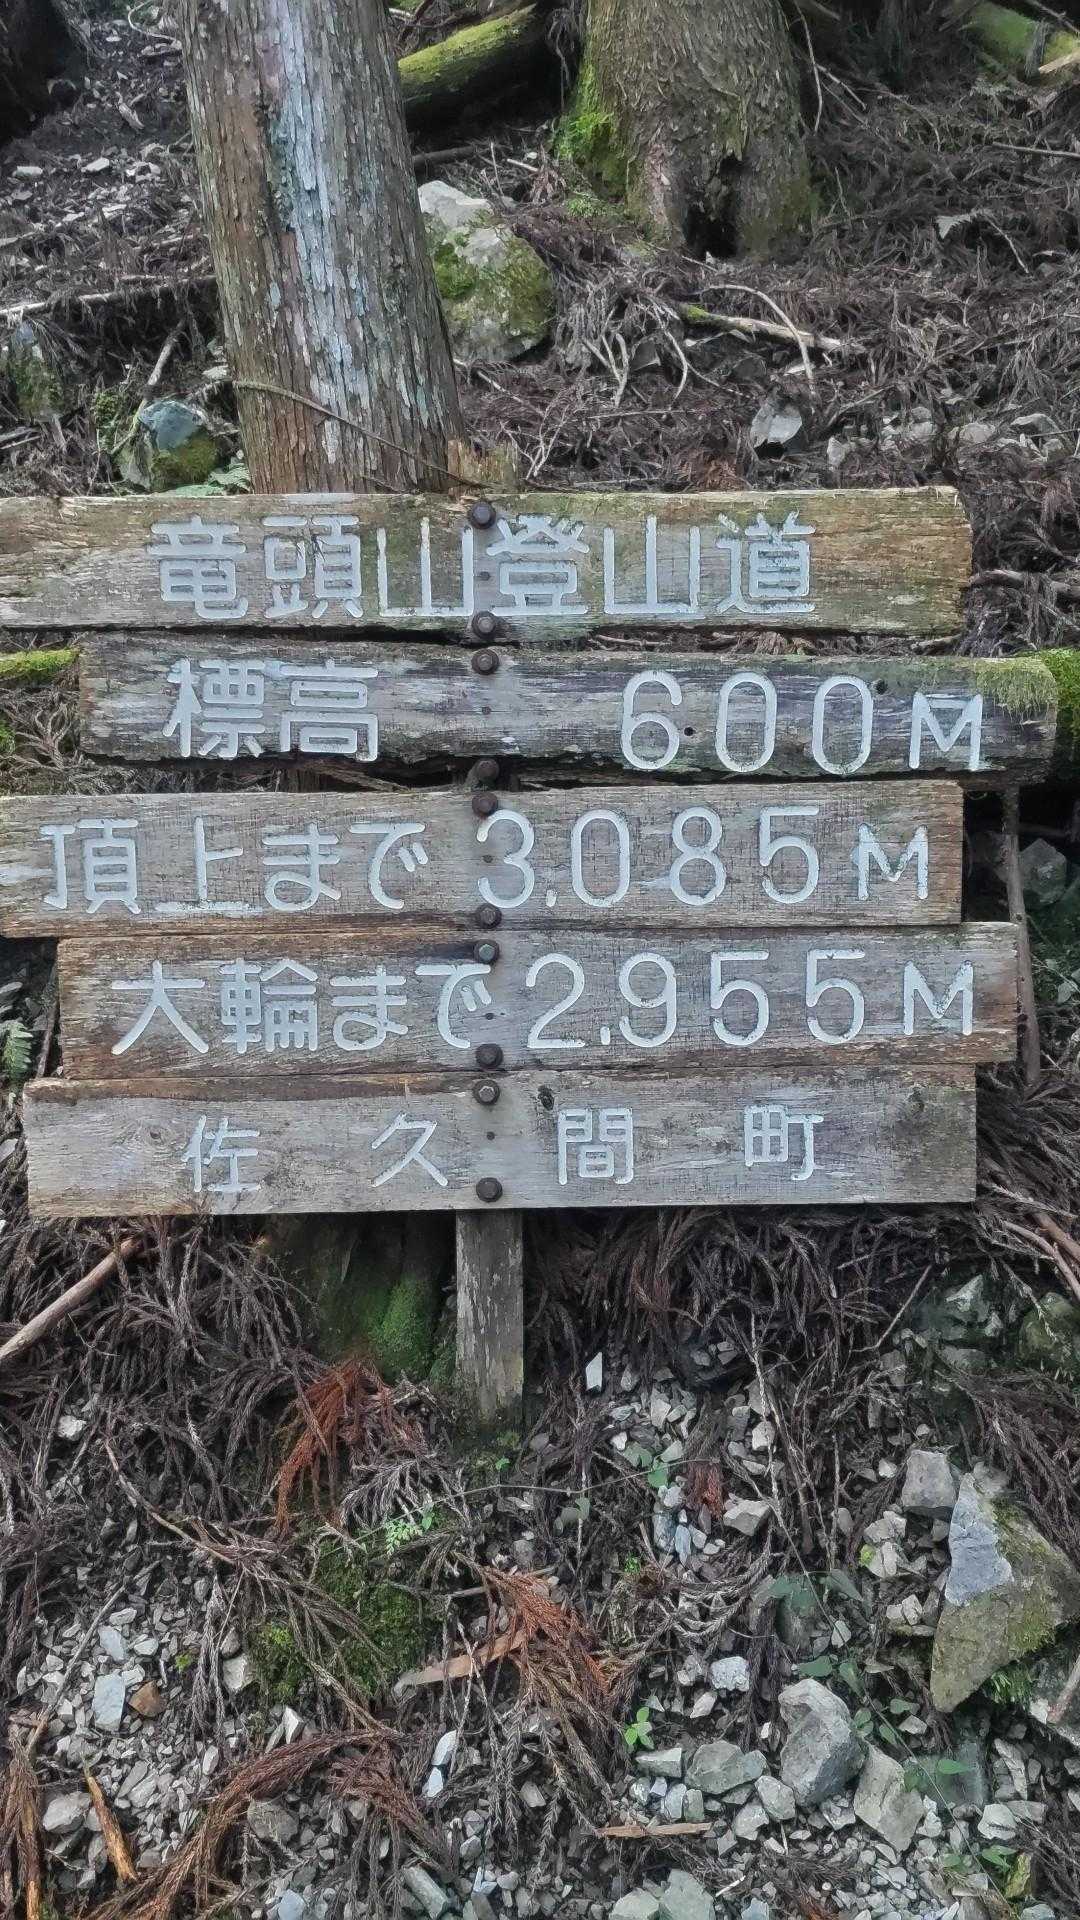 竜頭山登山道
標高 600M
頂上まで 3.085M
大輪まで 2.955M
佐久間町